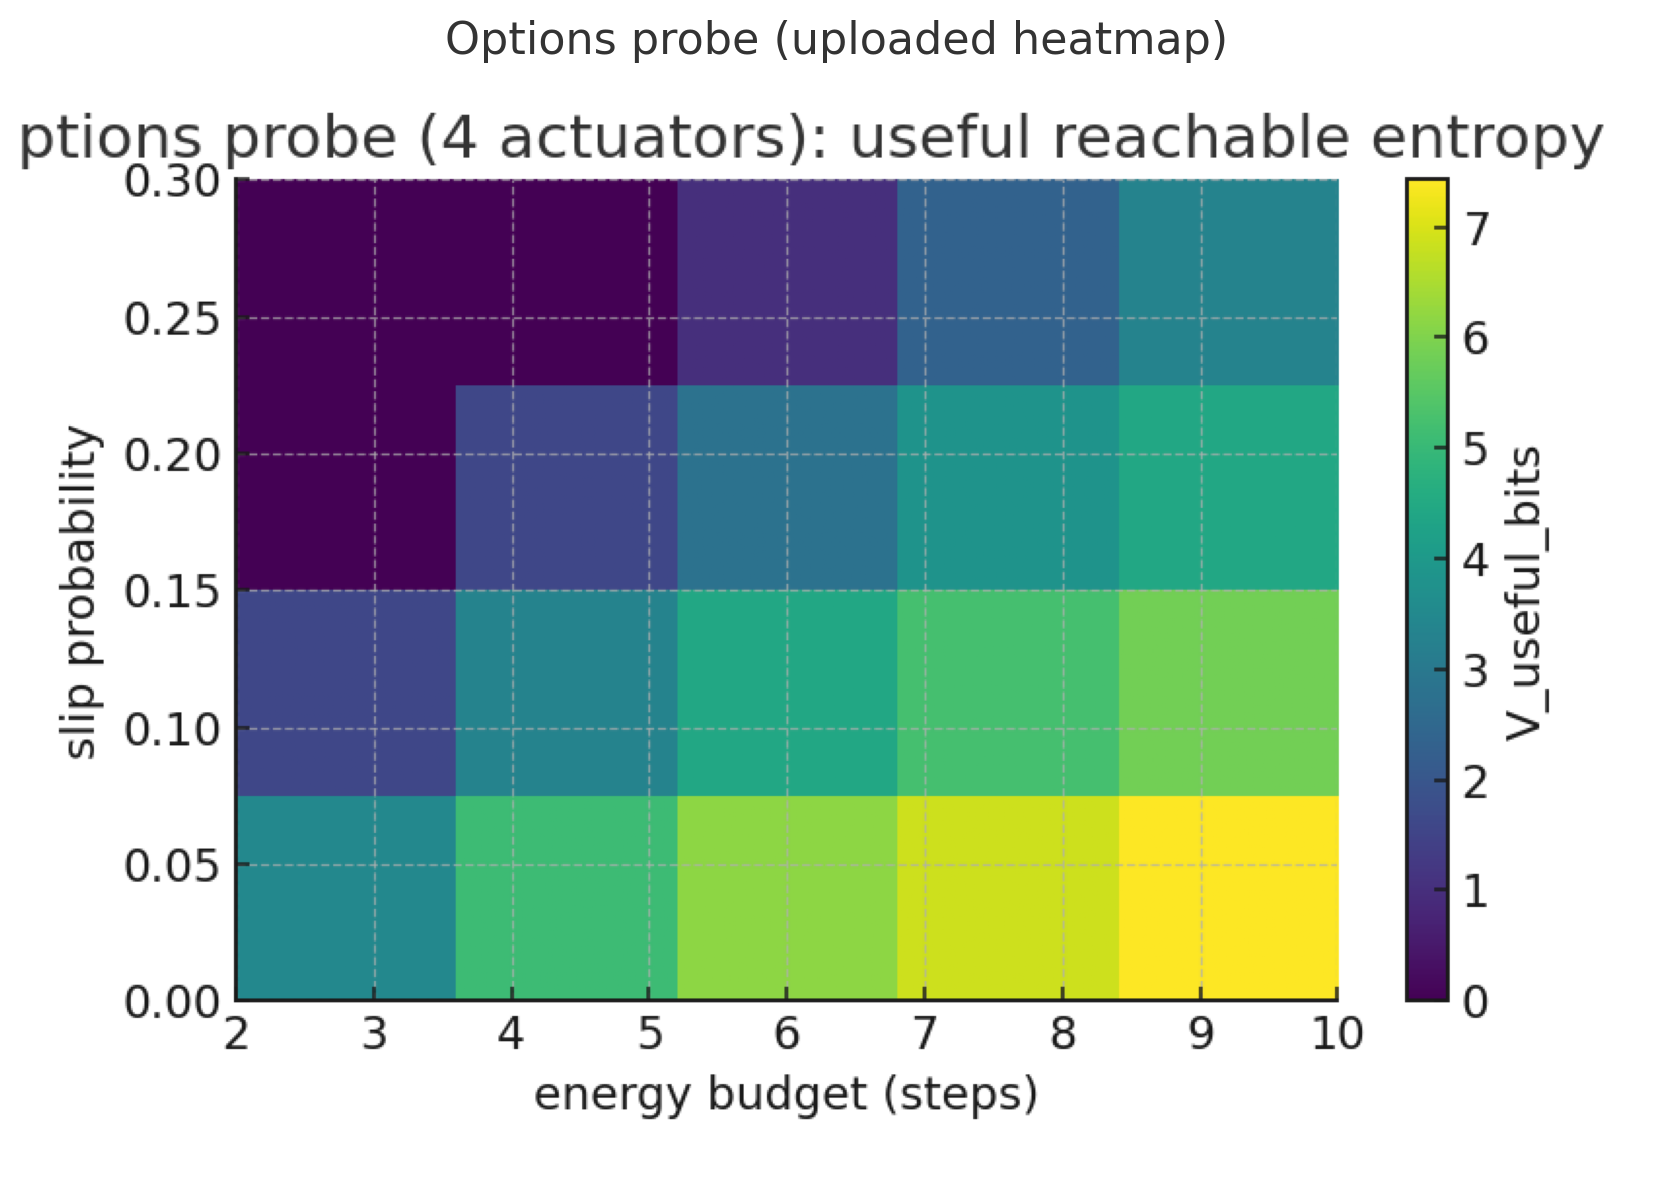 Options probe (uploaded heatmap)
ptions probe (4 actuators): useful reachable entropy
0.30
0.25
0.20
0.15
0.10
0.05
0.00
slip probability
2 3 4 5 6 7 8 9 10
energy budget (steps)
7
6
5
4
3
2
1
0
V_useful_bits